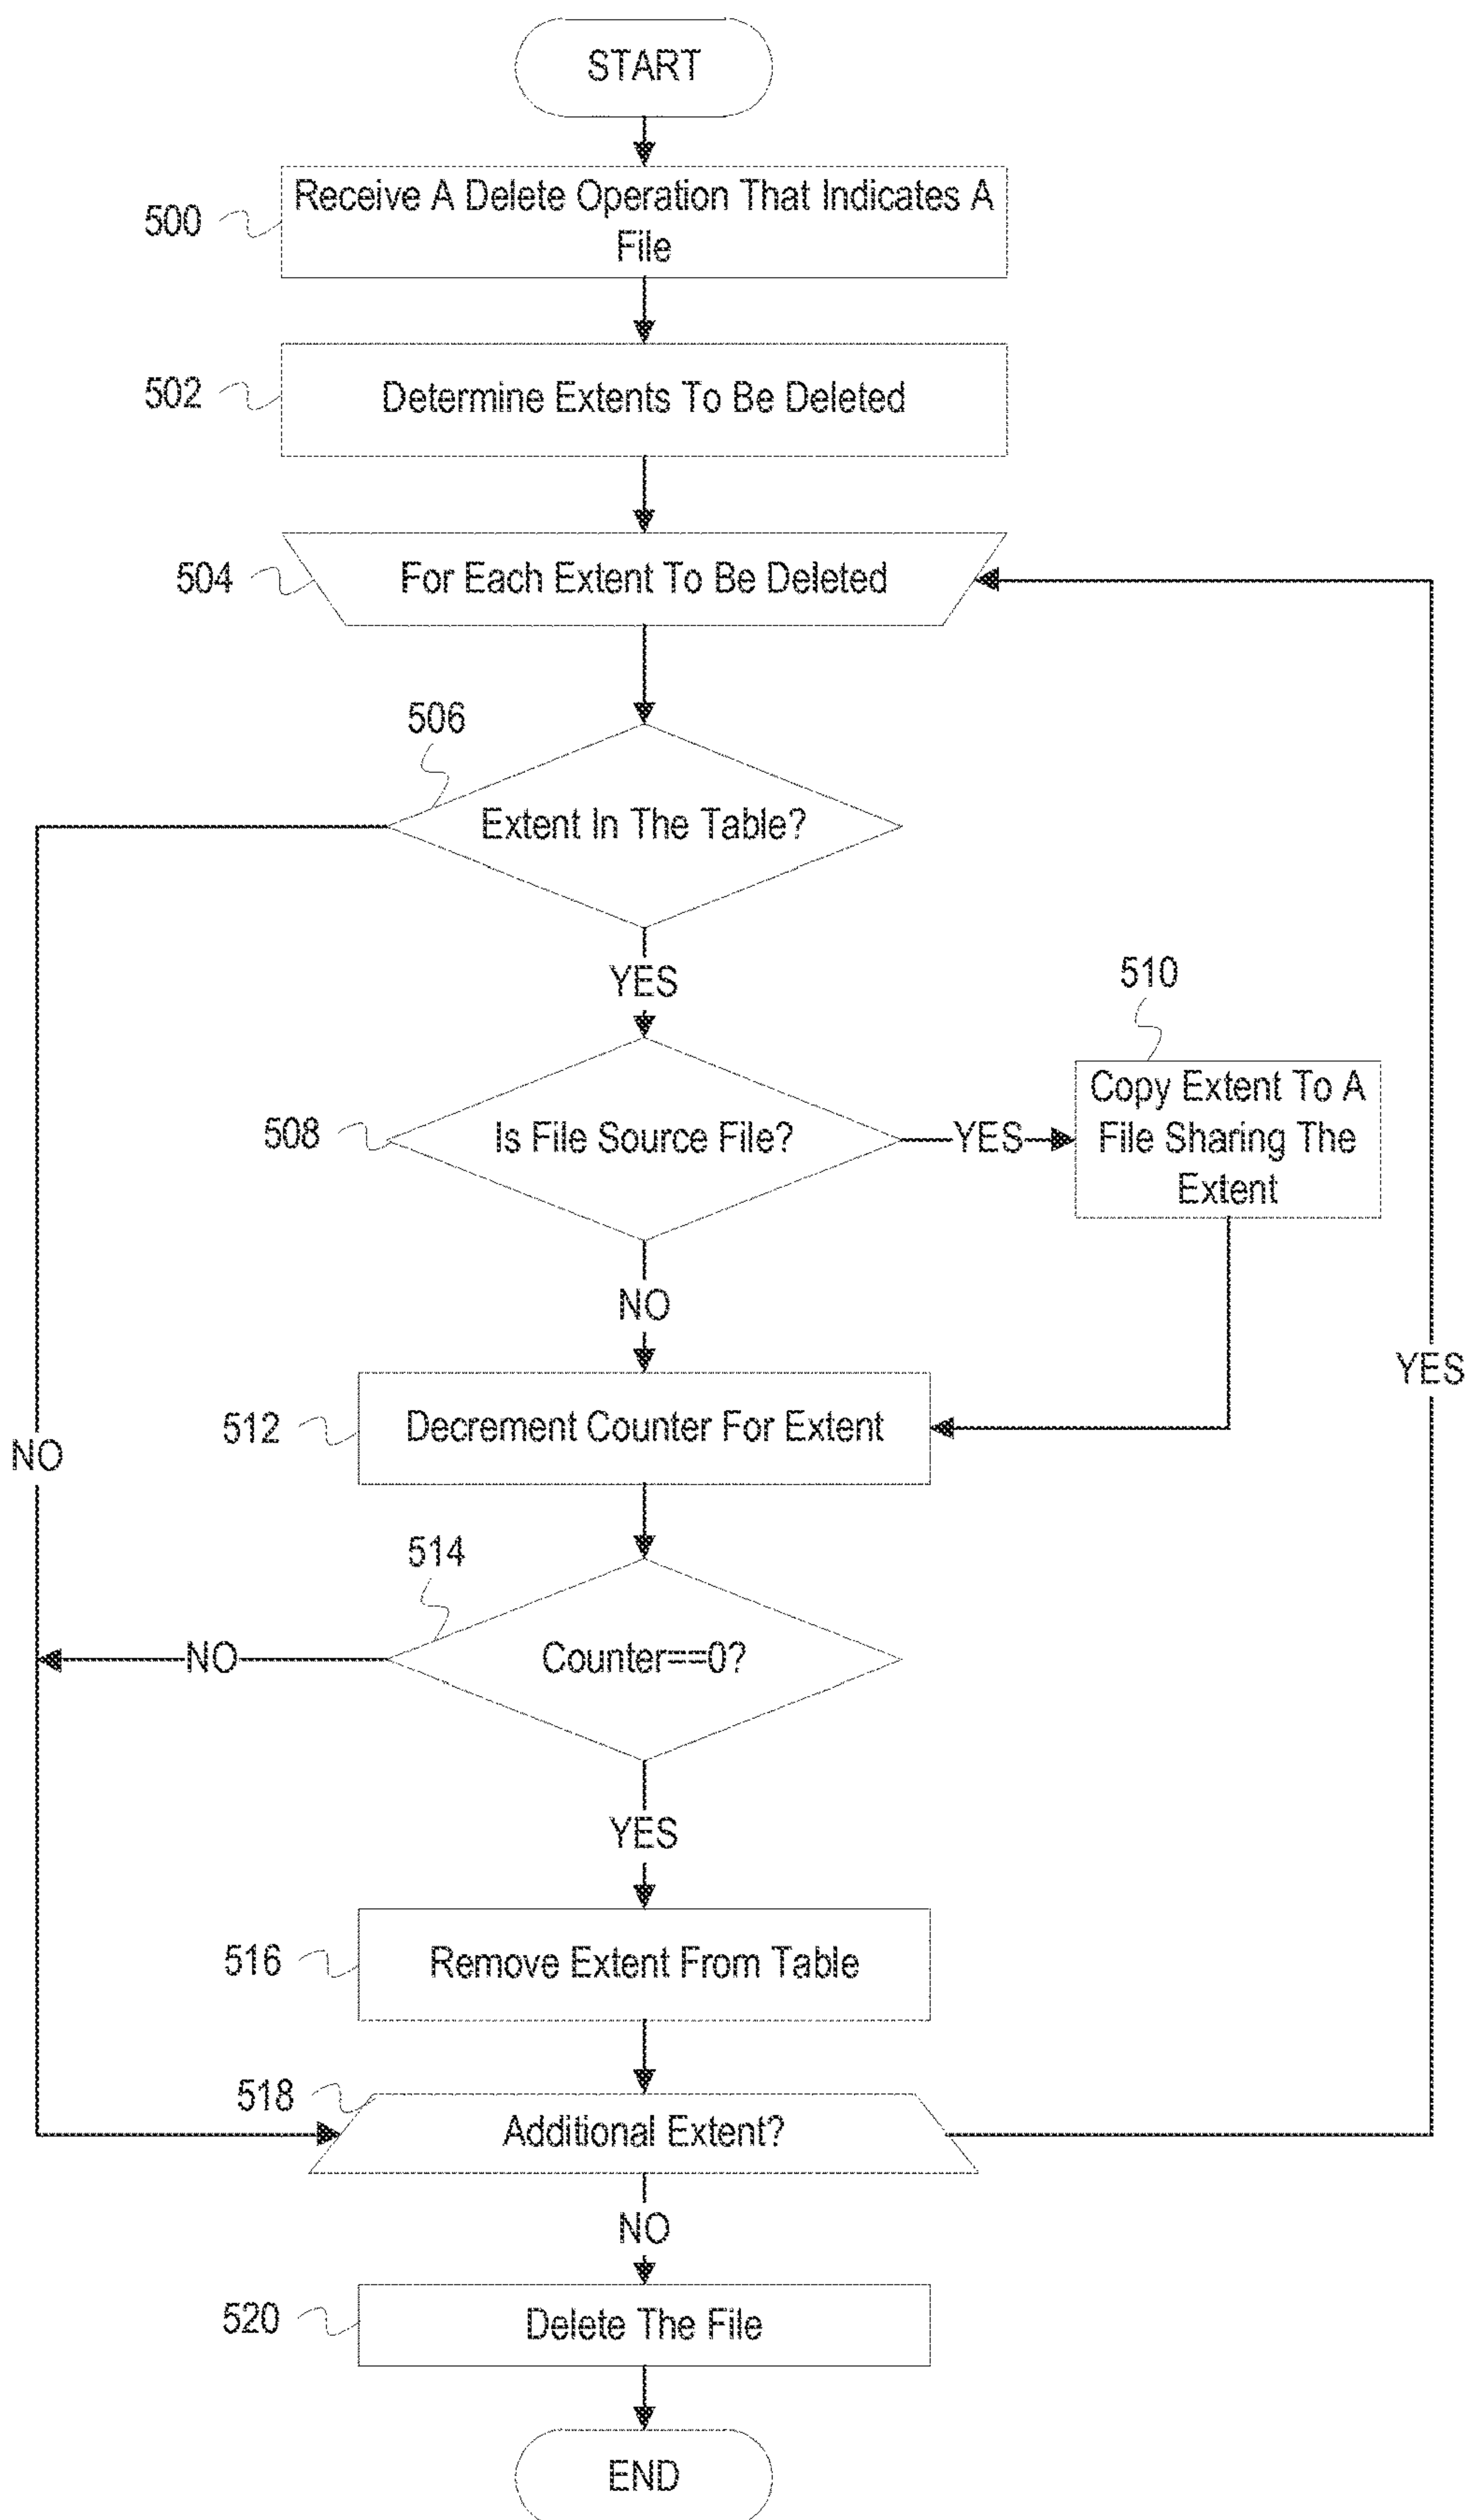 START
500
Receive A Delete Operation That Indicates A
File
502
Determine Extents To Be Deleted
504
For Each Extent To Be Deleted
506
Extent In The Table?
YES
510
508
Is File Source File?
YES
Copy Extent To A
File Sharing The
Extent
NO
YES
512
Decrement Counter For Extent
NO
514
NO
Counter==0?
YES
516
Remove Extent From Table
518
Additional Extent?
NO
520
Delete The File
END